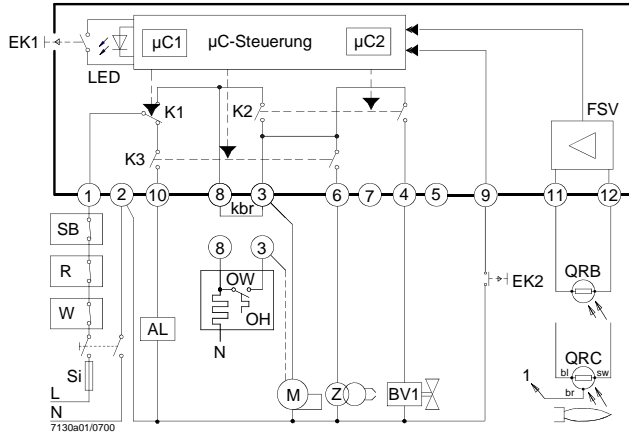 EK1
LED
µC1
µC-Steuerung
µC2
K1
K2
K3
FSV
1
2
10
8
3
6
7
4
5
9
11
12
kbr
SB
R
W
Si
L
N
7130a01/0700
AL
8
3
OW
OH
N
M
Z
BV1
EK2
QRB
QRC
bl
sw
br
1